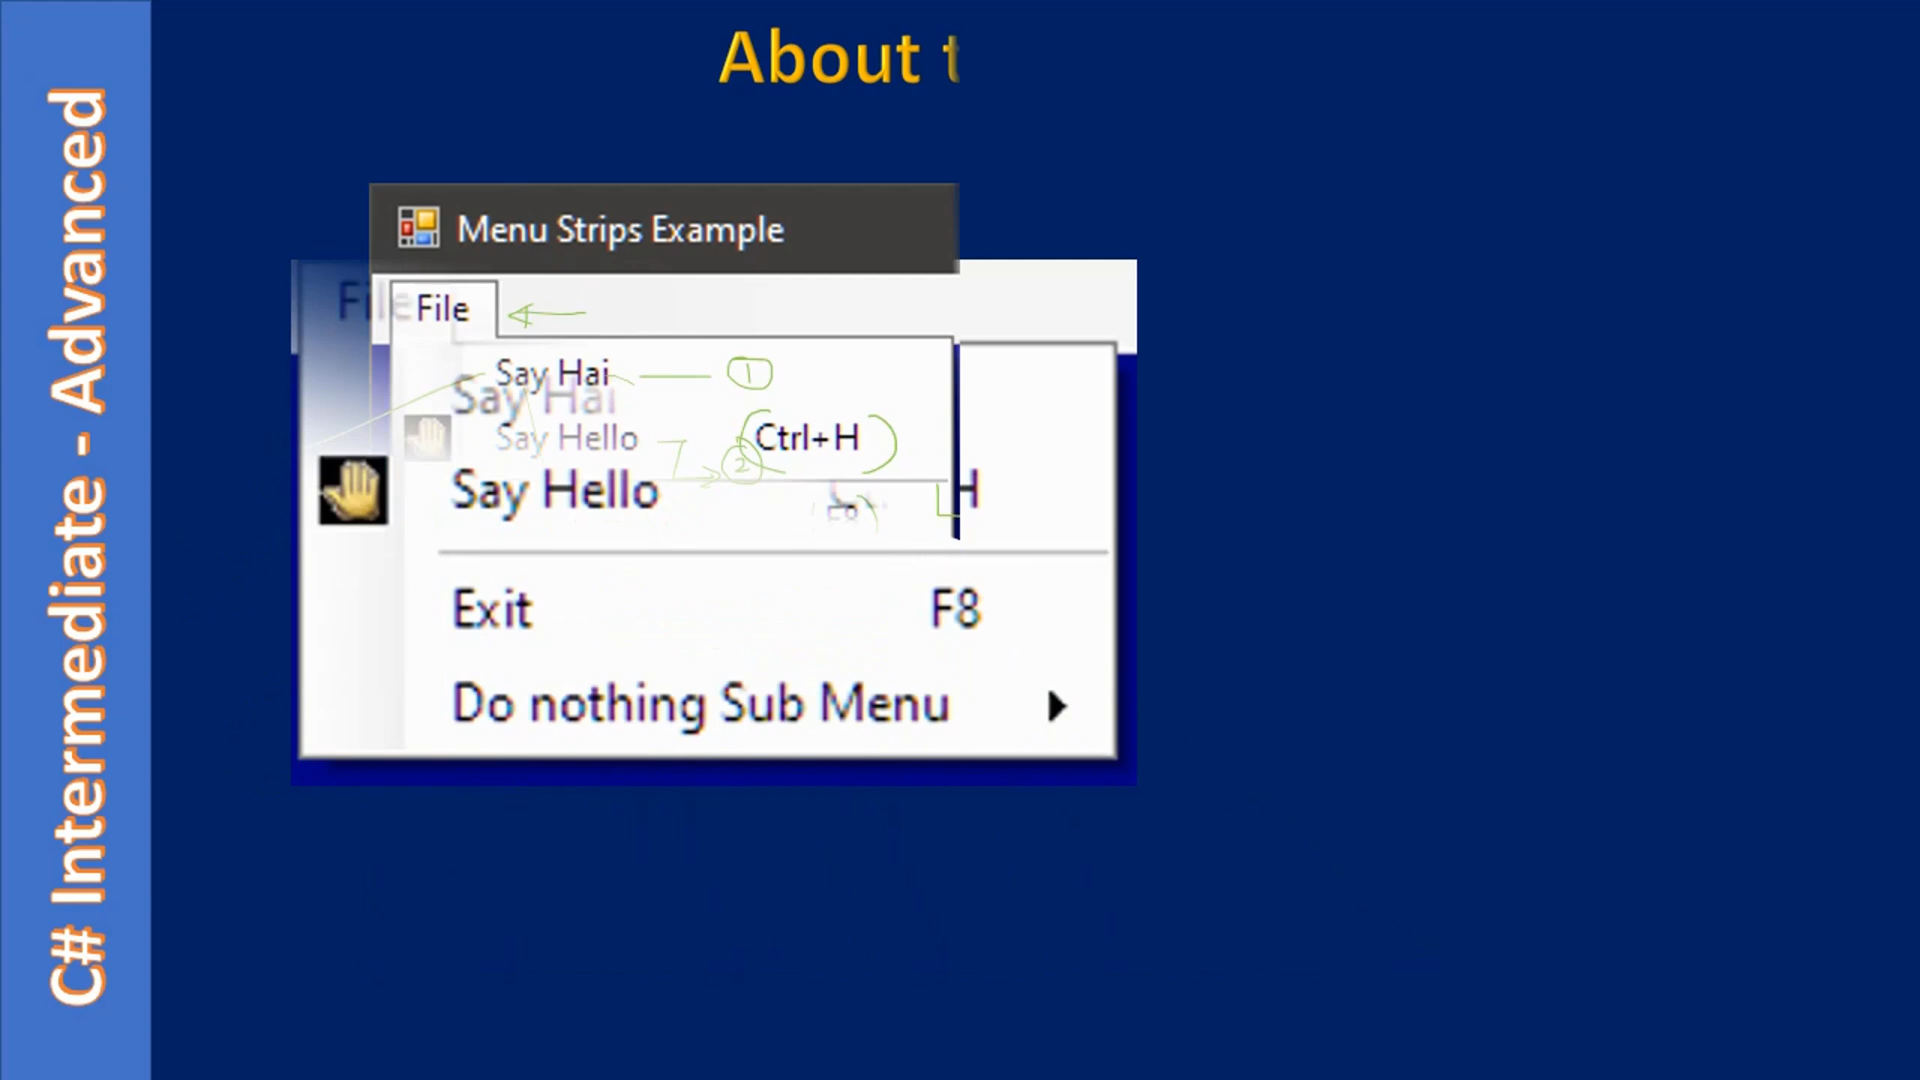 C# Intermediate - Advanced
About t
Menu Strips Example
File
File
Say Hai
1
Say Hai
Say Hello
2
Ctrl+H
Say Hello
H
Exit
F8
Do nothing Sub Menu